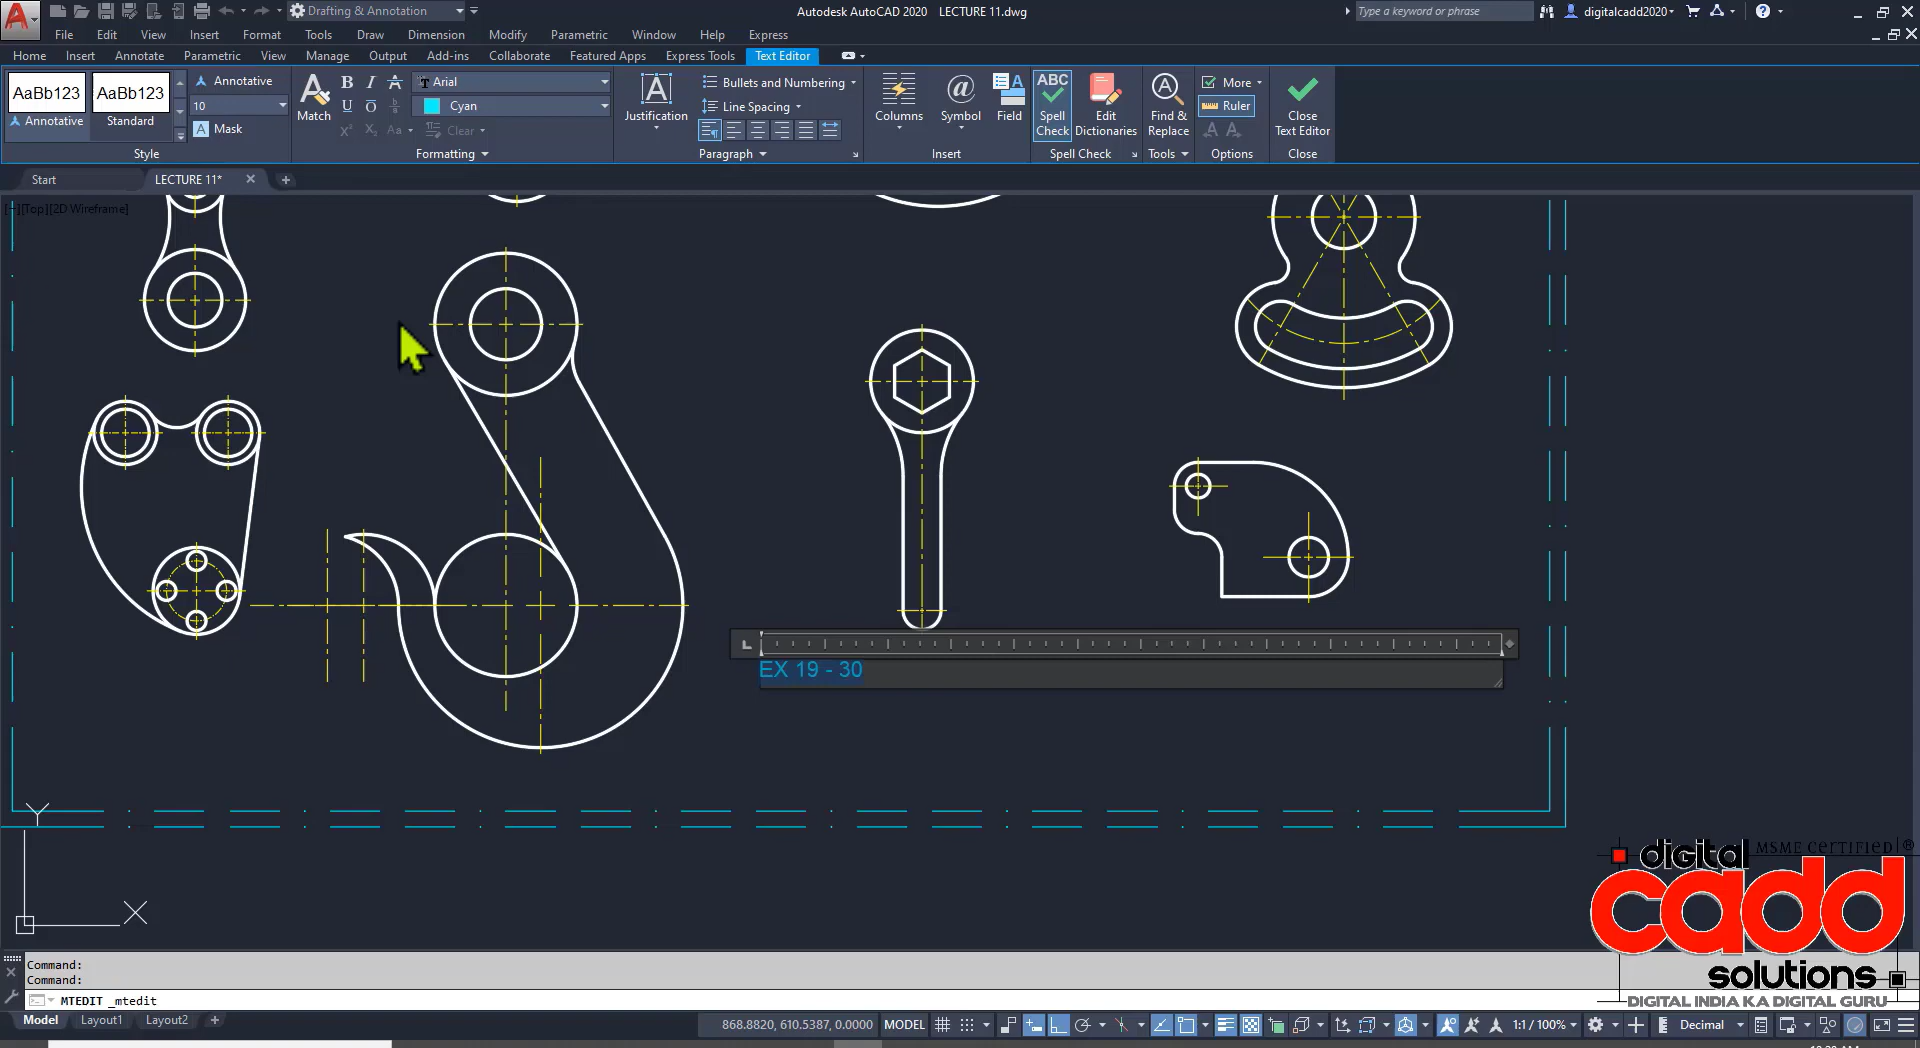 Drafting & Annotation
Autodesk AutoCAD 2020 LECTURE 11.dwg
Type a keyword or phrase
digitalcadd2020
File Edit View Insert Format Tools Draw Dimension Modify Parametric Window Help Express
Home Insert Annotate Parametric View Manage Output Add-ins Collaborate Featured Apps Express Tools Text Editor
AaBb123 AaBb123
Annotative Standard
Annotative
10
Mask
Style
Match
Arial
Cyan
Clear
Formatting
Justification
Bullets and Numbering
Line Spacing
Paragraph
Columns
Symbol
Field
Insert
ABC
Spell
Check
Edit
Dictionaries
Spell Check
Find &
Replace
Tools
More
Ruler
Options
Close
Text Editor
Close
Start LECTURE 11*
[−][Top][2D Wireframe]
EX 19 - 30
Y
X
digital MSME CERTIFIED ®
cadd
solutions
DIGITAL INDIA KA DIGITAL GURU
Command:
Command:
MTEDIT _mtedit
Model Layout1 Layout2
868.8820, 610.5387, 0.0000 MODEL
1:1 / 100%
Decimal